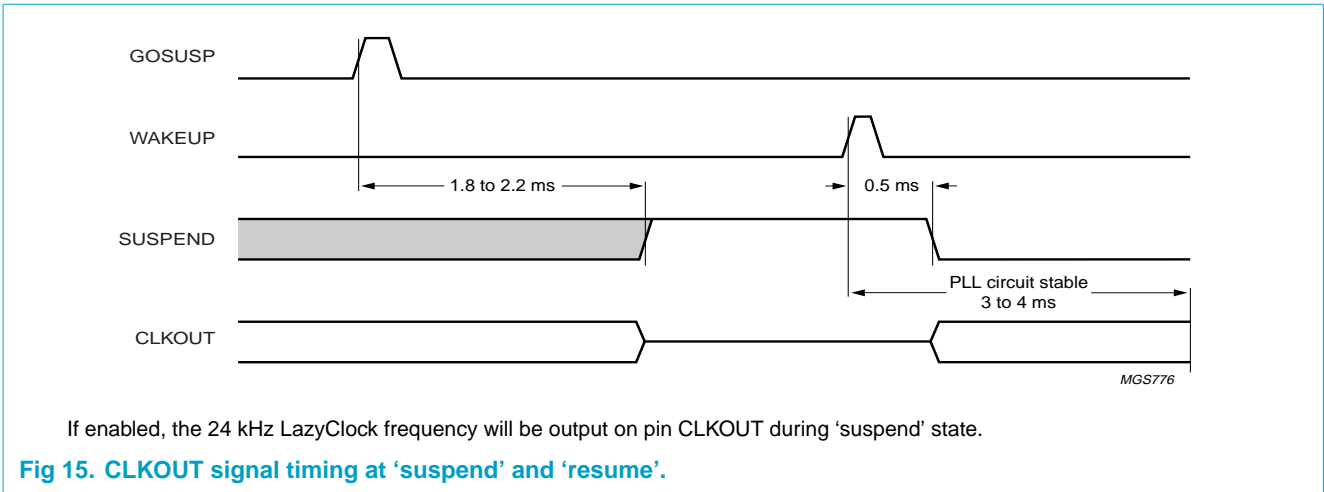 GOSUSP
WAKEUP
1.8 to 2.2 ms
0.5 ms
SUSPEND
PLL circuit stable
3 to 4 ms
CLKOUT
MGS776
If enabled, the 24 kHz LazyClock frequency will be output on pin CLKOUT during ‘suspend’ state.
Fig 15. CLKOUT signal timing at ‘suspend’ and ‘resume’.